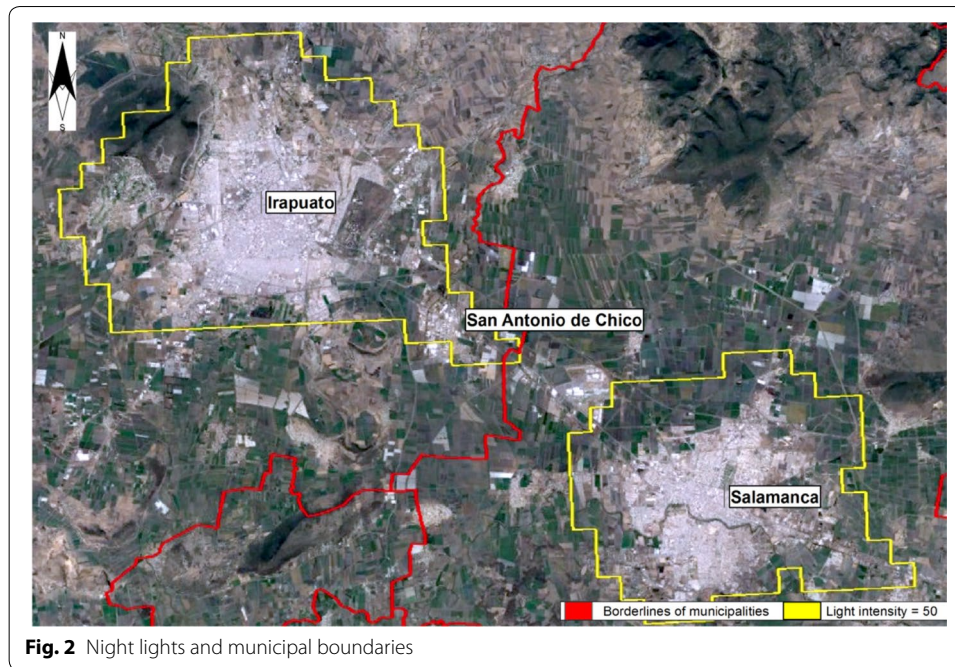 N
S
Irapuato
San Antonio de Chico
Salamanca
Borderlines of municipalities Light intensity = 50
Fig. 2 Night lights and municipal boundaries